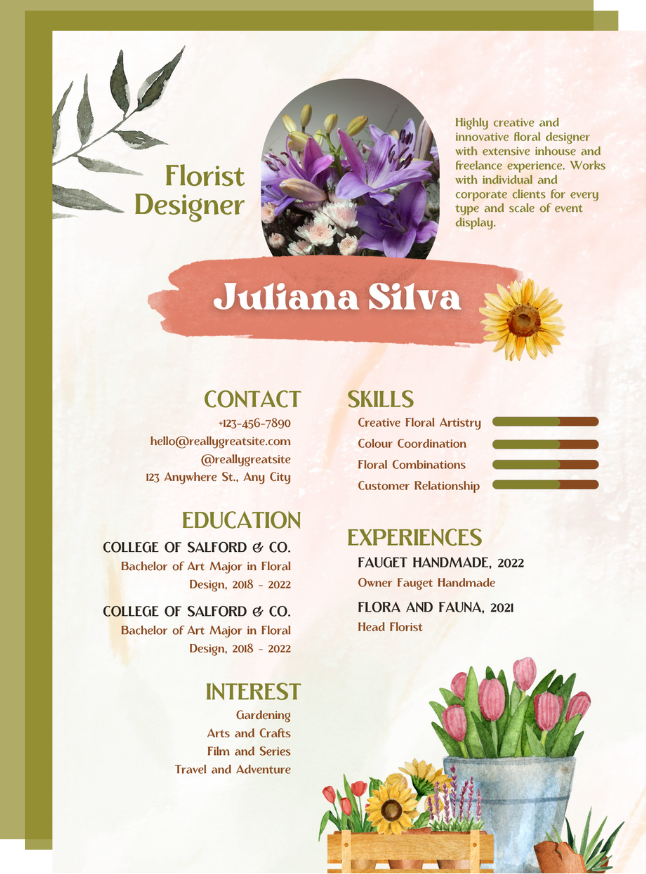 Florist
Designer
Highly creative and
innovative floral designer
with extensive inhouse and
freelance experience. Works
with individual and
corporate clients for every
type and scale of event
display.
Juliana Silva
CONTACT
+123-456-7890
hello@reallygreatsite.com
@reallygreatsite
123 Anywhere St., Any City
EDUCATION
COLLEGE OF SALFORD & CO.
Bachelor of Art Major in Floral
Design, 2018 - 2022
COLLEGE OF SALFORD & CO.
Bachelor of Art Major in Floral
Design, 2018 - 2022
INTEREST
Gardening
Arts and Crafts
Film and Series
Travel and Adventure
SKILLS
Creative Floral Artistry
Colour Coordination
Floral Combinations
Customer Relationship
EXPERIENCES
FAUGET HANDMADE, 2022
Owner Fauget Handmade
FLORA AND FAUNA, 2021
Head Florist